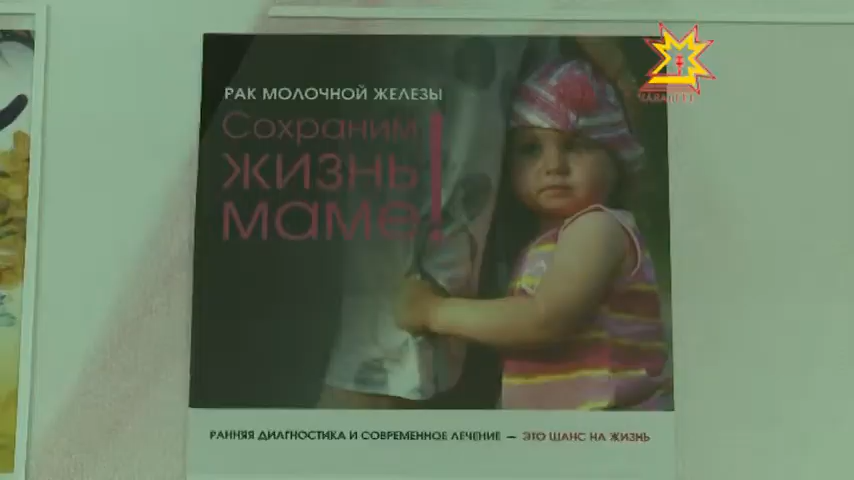 РАК МОЛОЧНОЙ ЖЕЛЕЗЫ
Сохраним
жизнь
маме!
РАННЯЯ ДИАГНОСТИКА И СОВРЕМЕННОЕ ЛЕЧЕНИЕ — ЭТО ШАНС НА ЖИЗНЬ